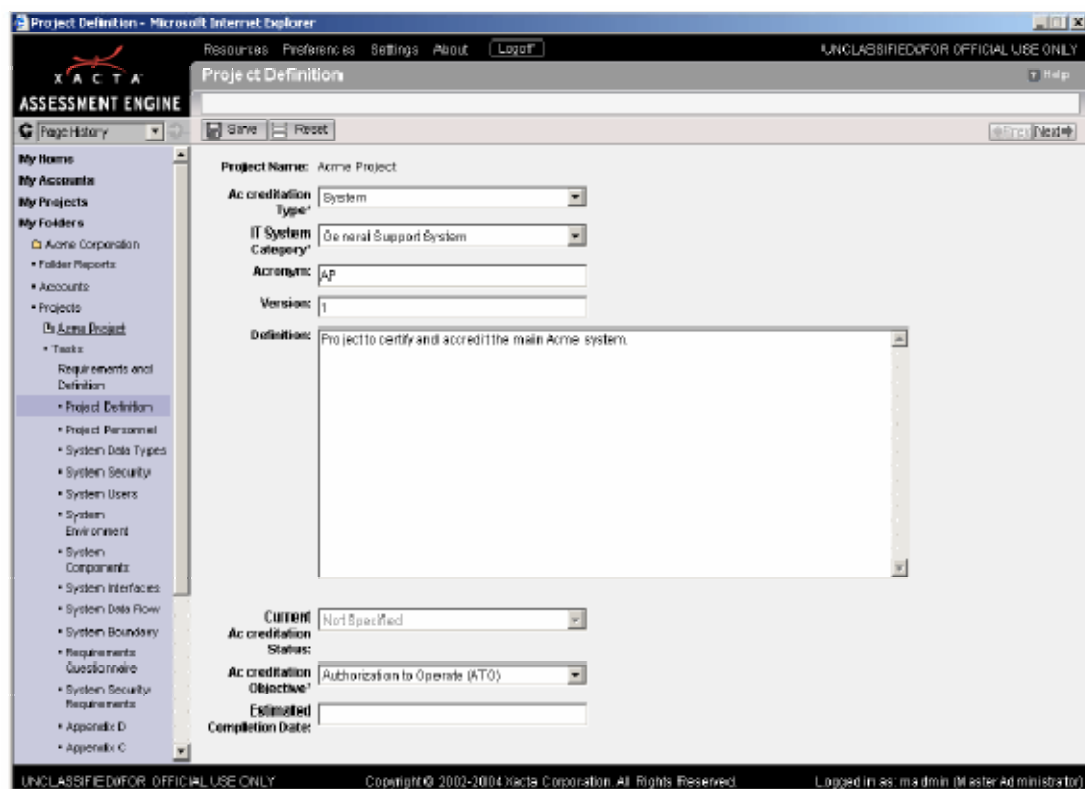 Project Definition - Microsoft Internet Explorer
Resources Preferences Settings About Logoff UNCLASSIFIED//FOR OFFICIAL USE ONLY
XACTA
Project Definition Help
ASSESSMENT ENGINE
Page History Save Reset Prev Next
My Home
My Accounts
My Projects
My Folders
Acme Corporation
• Folder Reports
• Accounts
• Projects
Acme Project
• Tasks
Requirements and
Definition
• Project Definition
• Project Personnel
• System Data Types
• System Security
• System Users
• System
Environment
• System
Components
• System Interfaces
• System Data Flow
• System Boundary
• Requirements
Questionnaire
• System Security
Requirements
• Appendix D
• Appendix C
Project Name: Acme Project
Accreditation
Type* System
IT System
Category* General Support System
Acronym: AP
Version: 1
Definition: Project to certify and accredit the main Acme system.
Current
Accreditation
Status: Not Specified
Accreditation
Objective* Authorization to Operate (ATO)
Estimated
Completion Date:
UNCLASSIFIED//FOR OFFICIAL USE ONLY Copyright © 2002-2004 Xacta Corporation. All Rights Reserved. Logged in as: madmin (Master Administrator)